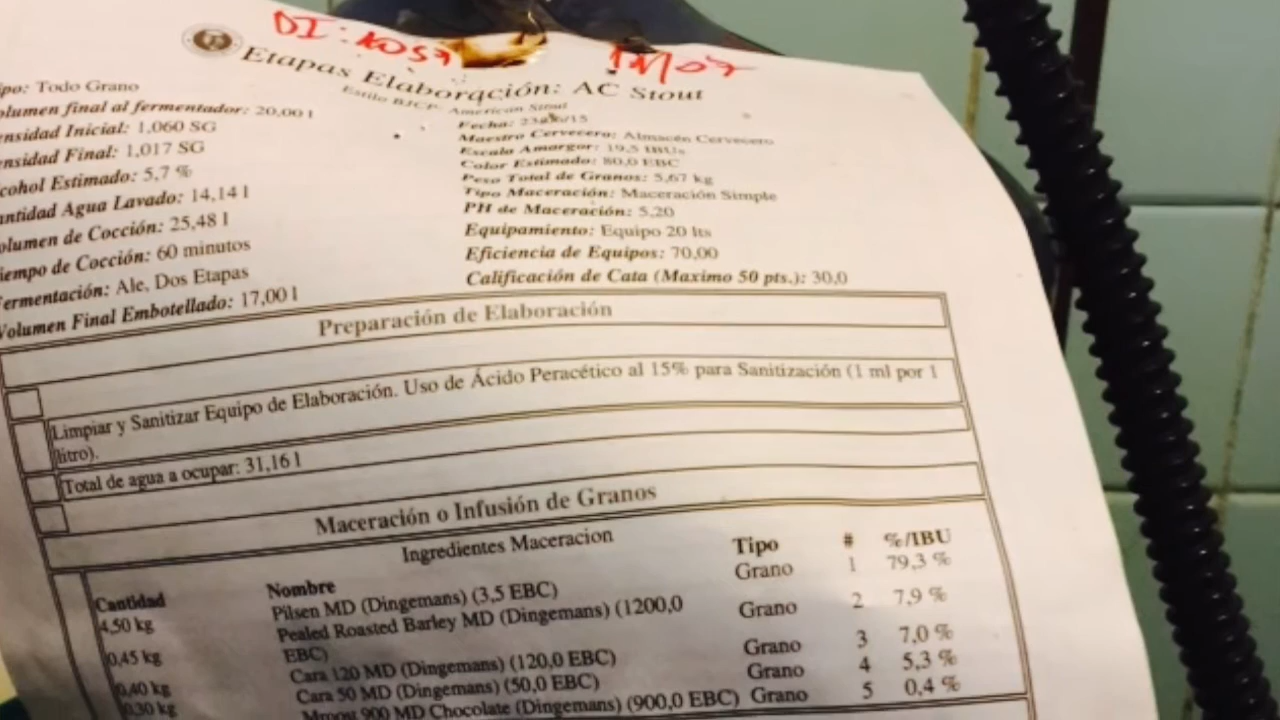 DI: 1057
Etapas Elaboración: AC Stout
Estilo BJCP: American Stout
ipo: Todo Grano
olumen final al fermentador: 20,00 l
ensidad Inicial: 1,060 SG
ensidad Final: 1,017 SG
cohol Estimado: 5,7 %
antidad Agua Lavado: 14,14 l
olumen de Cocción: 25,48 l
iempo de Cocción: 60 minutos
ermentación: Ale, Dos Etapas
Volumen Final Embotellado: 17,00 l
Fecha:
Maestro Cervecero: Almacén Cervecero
Escala Amargor: 19,5 IBUs
Color Estimado: 80,0 EBC
Peso Total de Granos: 5,67 kg
Tipo Maceración: Maceración Simple
PH de Maceración: 5,20
Equipamiento: Equipo 20 lts
Eficiencia de Equipos: 70,00
Calificación de Cata (Maximo 50 pts.): 30,0
Preparación de Elaboración
Limpiar y Sanitizar Equipo de Elaboración. Uso de Ácido Peracético al 15% para Sanitización (1 ml por 1
litro).
Total de agua a ocupar: 31,16 l
Maceración o Infusión de Granos
Ingredientes Maceracion
Cantidad Nombre Tipo # %/IBU
4,50 kg Pilsen MD (Dingemans) (3,5 EBC) Grano 1 79,3 %
0,45 kg Pealed Roasted Barley MD (Dingemans) (1200,0 Grano 2 7,9 %
EBC)
0,40 kg Cara 120 MD (Dingemans) (120,0 EBC) Grano 3 7,0 %
0,30 kg Cara 50 MD (Dingemans) (50,0 EBC) Grano 4 5,3 %
900 MD Chocolate (Dingemans) (900,0 EBC) Grano 5 0,4 %